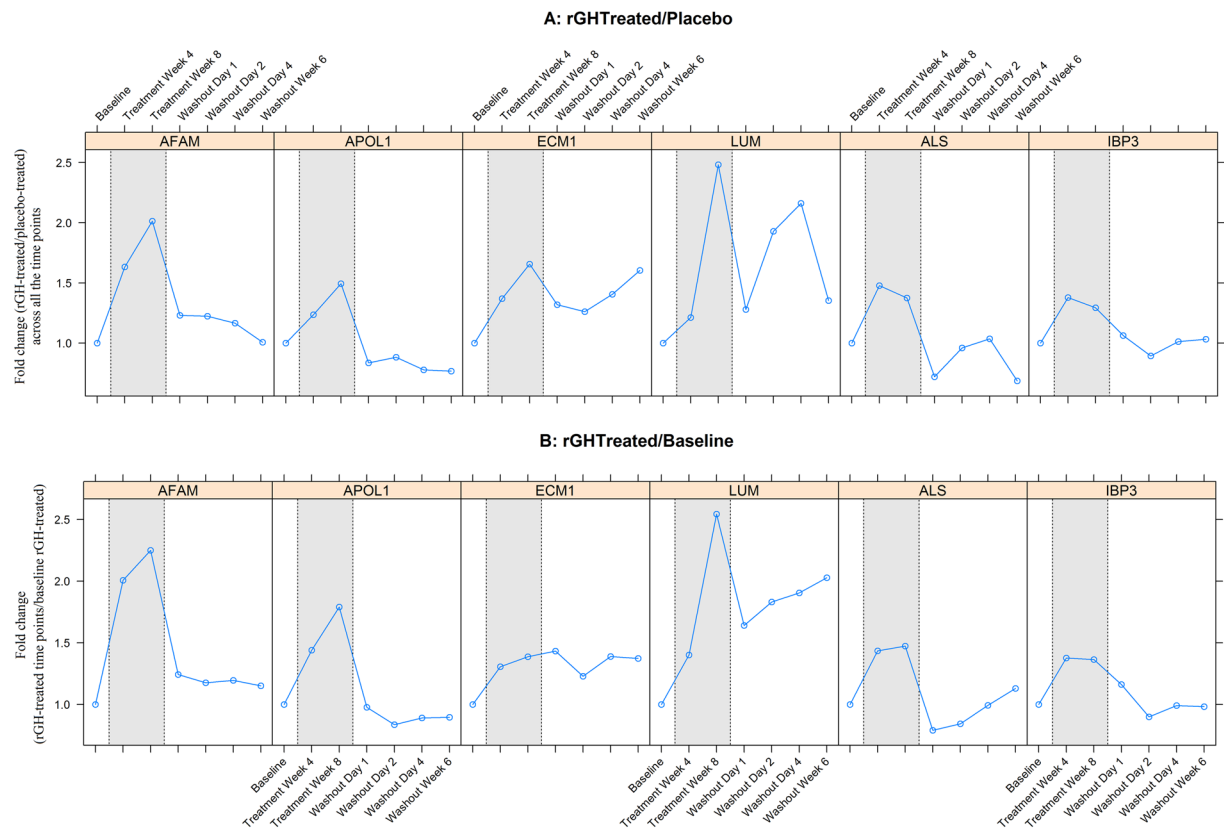 A: rGHTreated/Placebo
Baseline
Treatment Week 4
Treatment Week 8
Washout Day 1
Washout Day 2
Washout Day 4
Washout Week 6
Baseline
Treatment Week 4
Treatment Week 8
Washout Day 1
Washout Day 2
Washout Day 4
Washout Week 6
Baseline
Treatment Week 4
Treatment Week 8
Washout Day 1
Washout Day 2
Washout Day 4
Washout Week 6
AFAM APOL1 ECM1 LUM ALS IBP3
Fold change (rGH-treated/placebo-treated)
across all the time points
2.5
2.0
1.5
1.0
B: rGHTreated/Baseline
AFAM APOL1 ECM1 LUM ALS IBP3
Fold change
(rGH-treated time points/baseline rGH-treated)
2.5
2.0
1.5
1.0
Baseline
Treatment Week 4
Treatment Week 8
Washout Day 1
Washout Day 2
Washout Day 4
Washout Week 6
Baseline
Treatment Week 4
Treatment Week 8
Washout Day 1
Washout Day 2
Washout Day 4
Washout Week 6
Baseline
Treatment Week 4
Treatment Week 8
Washout Day 1
Washout Day 2
Washout Day 4
Washout Week 6